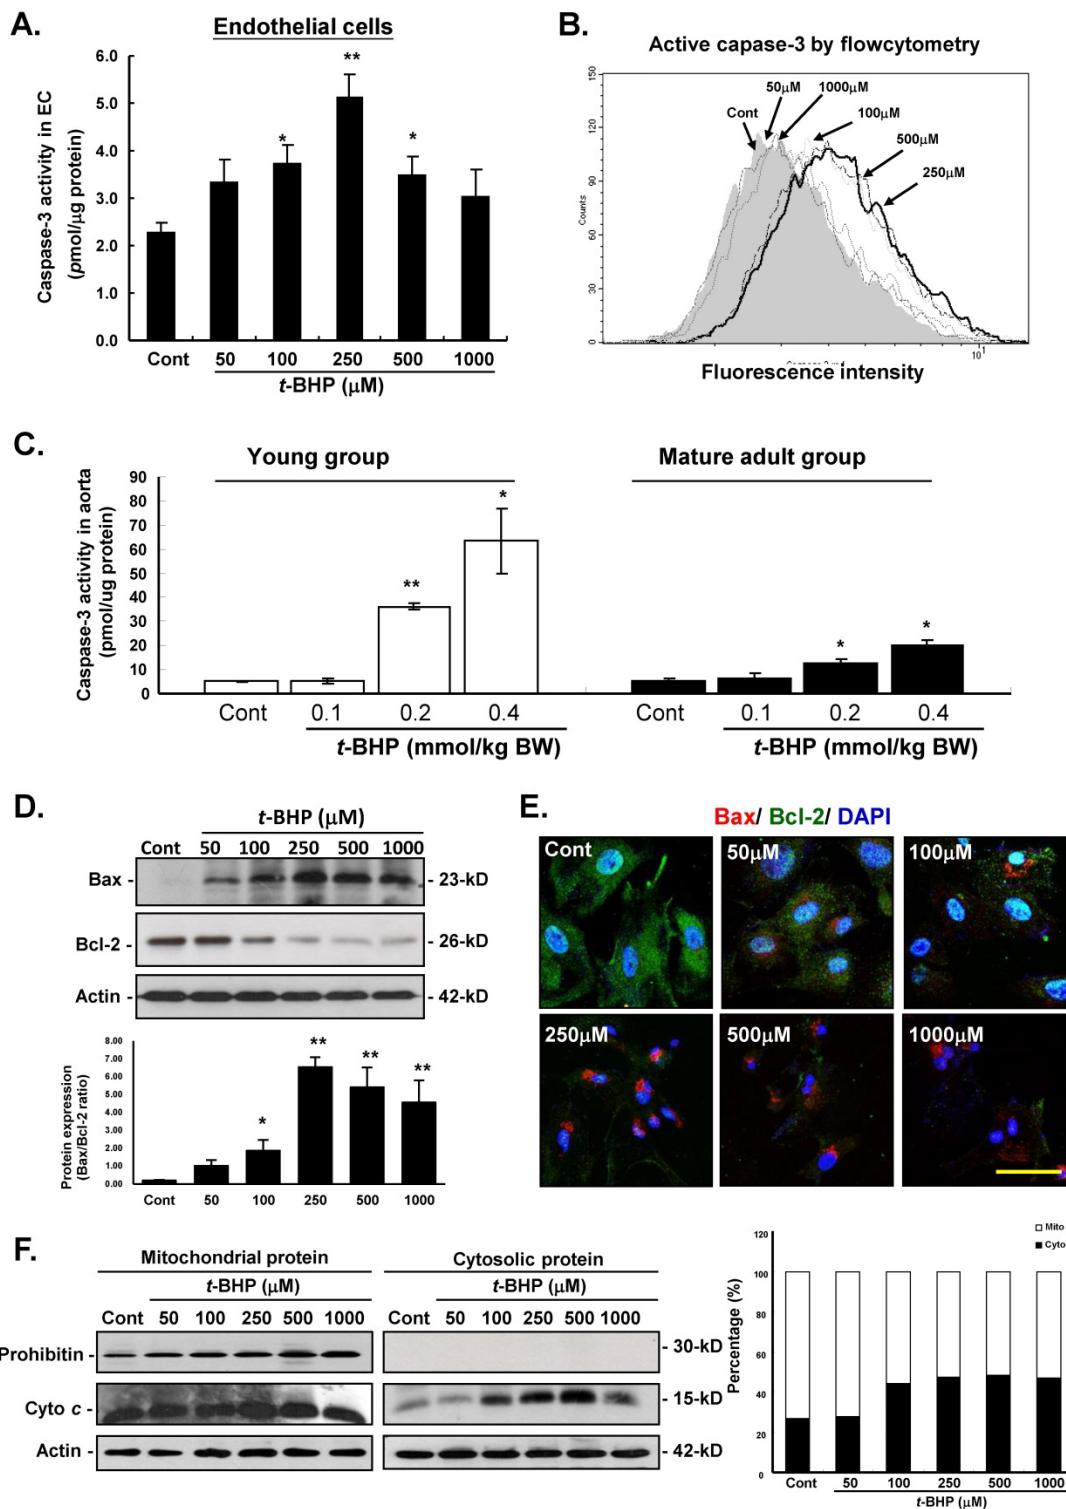 A.
Endothelial cells
Caspase-3 activity in EC
(pmol/μg protein)
6.0
5.0
4.0
3.0
2.0
1.0
0.0
**
*
*
Cont 50 100 250 500 1000
t-BHP (μM)
B.
Active capase-3 by flowcytometry
Counts
150
120
90
60
30
0
Cont
50μM
1000μM
100μM
500μM
250μM
10¹
Fluorescence intensity
C.
Young group
Mature adult group
Caspase-3 activity in aorta
(pmol/ug protein)
90
80
70
60
50
40
30
20
10
0
**
*
*
*
Cont 0.1 0.2 0.4 Cont 0.1 0.2 0.4
t-BHP (mmol/kg BW) t-BHP (mmol/kg BW)
D.
t-BHP (μM)
Cont 50 100 250 500 1000
Bax - - 23-kD
Bcl-2 - - 26-kD
Actin - - 42-kD
Protein expression
(Bax/Bcl-2 ratio)
8.00
7.00
6.00
5.00
4.00
3.00
2.00
1.00
0.00
*
**
**
**
Cont 50 100 250 500 1000
E.
Bax/ Bcl-2/ DAPI
Cont 50μM 100μM
250μM 500μM 1000μM
F.
Mitochondrial protein Cytosolic protein
t-BHP (μM) t-BHP (μM)
Cont 50 100 250 500 1000 Cont 50 100 250 500 1000
Prohibitin - - 30-kD
Cyto c - - 15-kD
Actin - - 42-kD
Mito
Cyto
Percentage (%)
120
100
80
60
40
20
0
Cont 50 100 250 500 1000
t-BHP (μM)